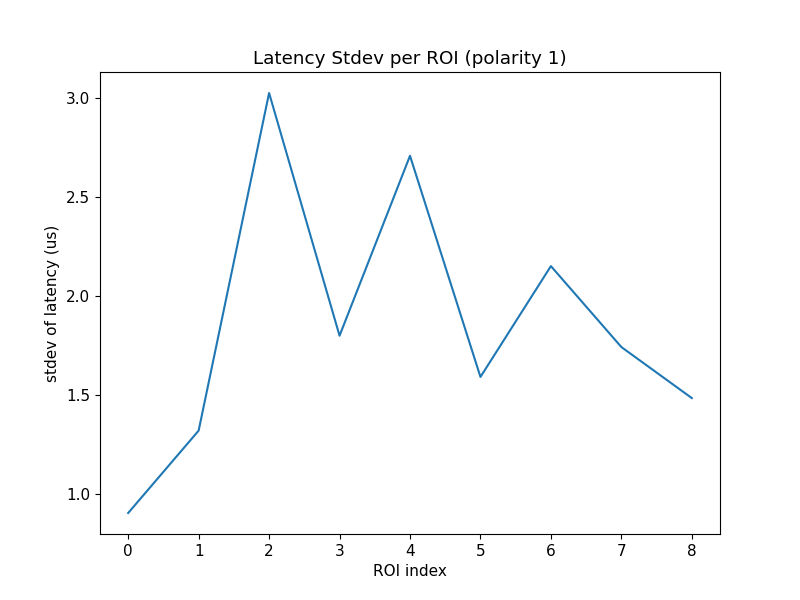 Latency Stdev per ROI (polarity 1)
stdev of latency (us)
3.0
2.5
2.0
1.5
1.0
0 1 2 3 4 5 6 7 8
ROI index